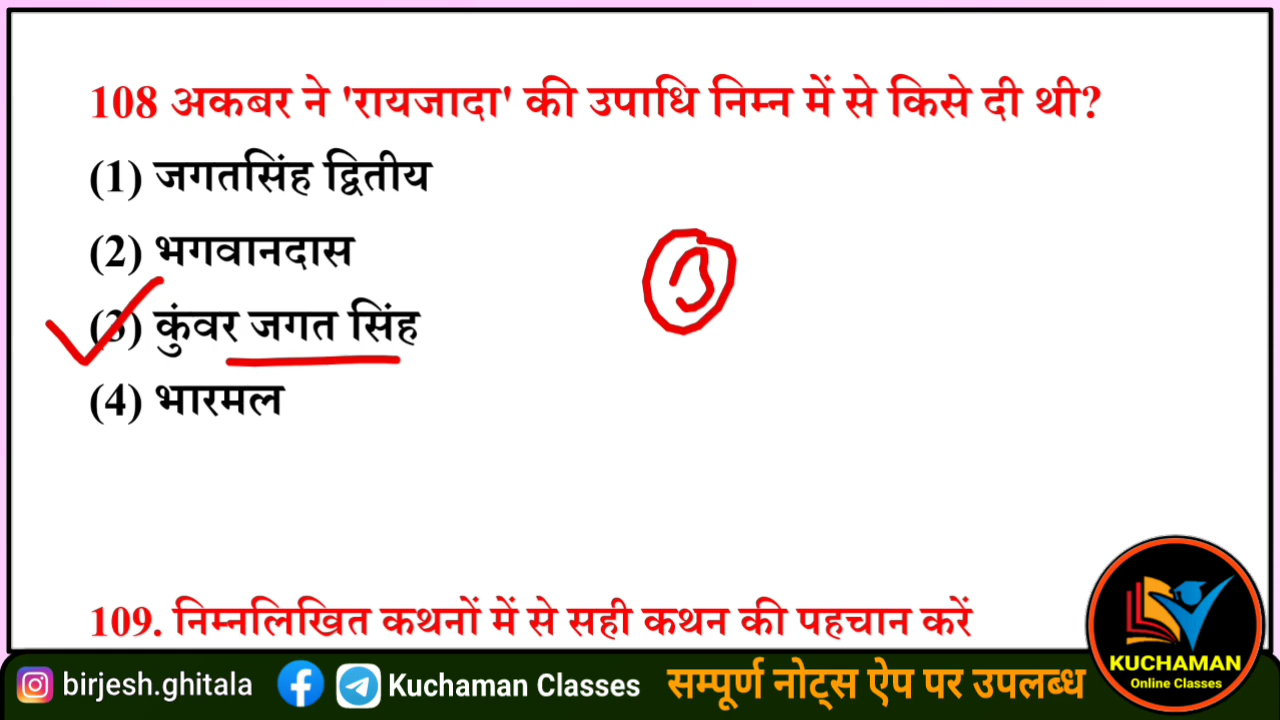 108 अकबर ने 'रायजादा' की उपाधि निम्न में से किसे दी थी?
(1) जगतसिंह द्वितीय
(2) भगवानदास
3
(3) कुंवर जगत सिंह
(4) भारमल
109. निम्नलिखित कथनों में से सही कथन की पहचान करें
KUCHAMAN
Online Classes
birjesh.ghitala
Kuchaman Classes
सम्पूर्ण नोट्स ऐप पर उपलब्ध